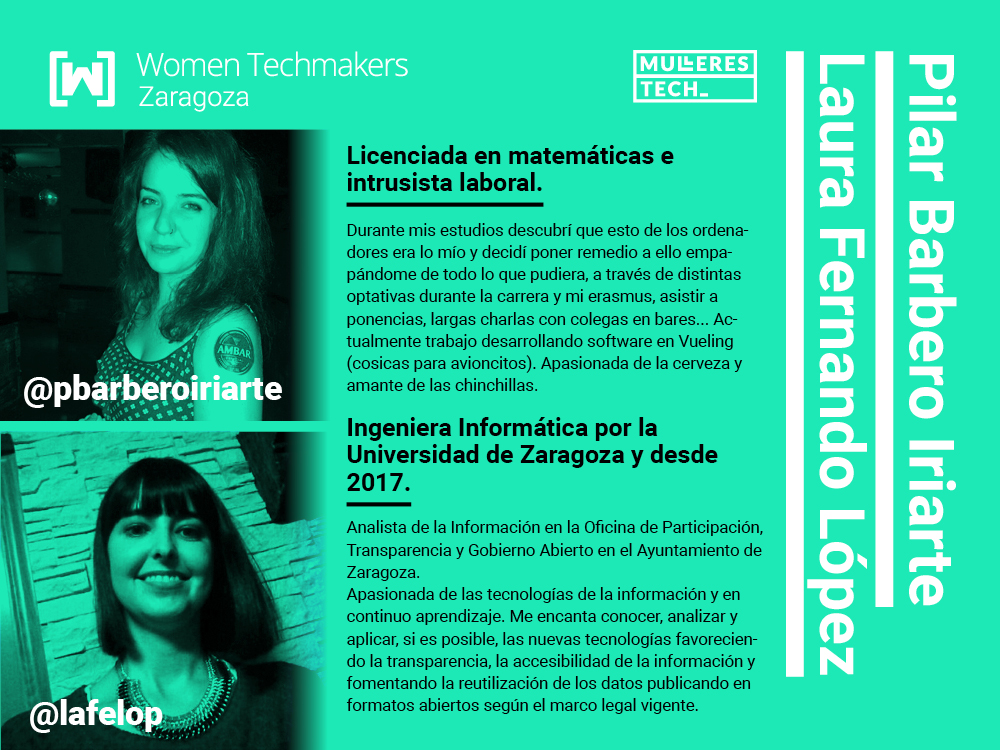 Women Techmakers
Zaragoza
MULLERES
TECH_
Pilar Barbero Iriarte
Laura Fernando López
Licenciada en matemáticas e
intrusista laboral.
Durante mis estudios descubrí que esto de los ordena-
dores era lo mío y decidí poner remedio a ello empa-
pándome de todo lo que pudiera, a través de distintas
optativas durante la carrera y mi erasmus, asistir a
ponencias, largas charlas con colegas en bares... Ac-
tualmente trabajo desarrollando software en Vueling
(cosicas para avioncitos). Apasionada de la cerveza y
amante de las chinchillas.
AMBAR
@pbarberoiriarte
Ingeniera Informática por la
Universidad de Zaragoza y desde
2017.
Analista de la Información en la Oficina de Participación,
Transparencia y Gobierno Abierto en el Ayuntamiento de
Zaragoza.
Apasionada de las tecnologías de la información y en
continuo aprendizaje. Me encanta conocer, analizar y
aplicar, si es posible, las nuevas tecnologías favorecien-
do la transparencia, la accesibilidad de la información y
fomentando la reutilización de los datos publicando en
formatos abiertos según el marco legal vigente.
@lafelop